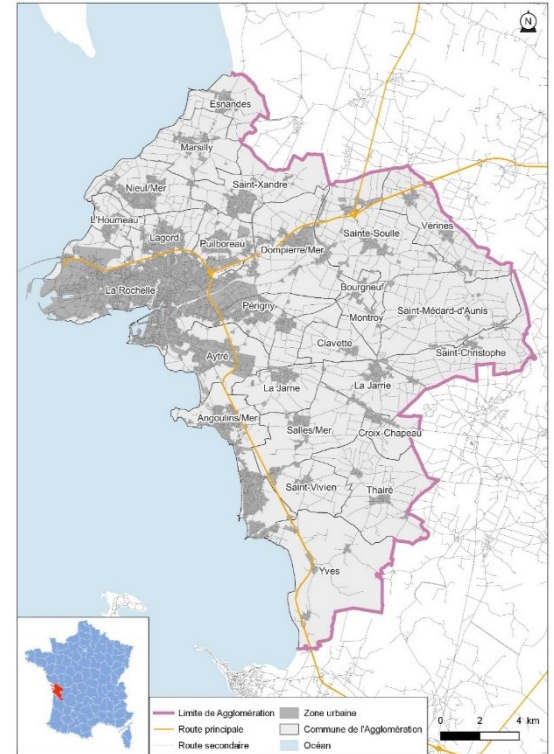 N
Esnandes
Marsilly
Nieul/Mer
Saint-Xandre
L'Houmeau
Lagord
Puilboreau
Dompierre/Mer
Sainte-Soulle
Vérines
La Rochelle
Périgny
Bourgneuf
Montroy
Saint-Médard-d'Aunis
Clavette
Saint-Christophe
Aytré
La Jarne
La Jarrie
Angoulins/Mer
Salles/Mer
Croix-Chapeau
Saint-Vivien
Thairé
Yves
Limite de Agglomération
Zone urbaine
Route principale
Commune de l'Agglomération
Route secondaire
Océan
0 2 4 km